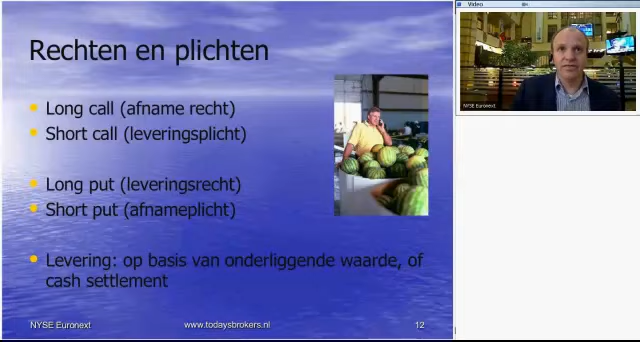 Rechten en plichten
Long call (afname recht)
Short call (leveringsplicht)
Long put (leveringsrecht)
Short put (afnameplicht)
Levering: op basis van onderliggende waarde, of
cash settlement
NYSE Euronext
www.todaysbrokers.nl
12
Video
NYSE Euronext